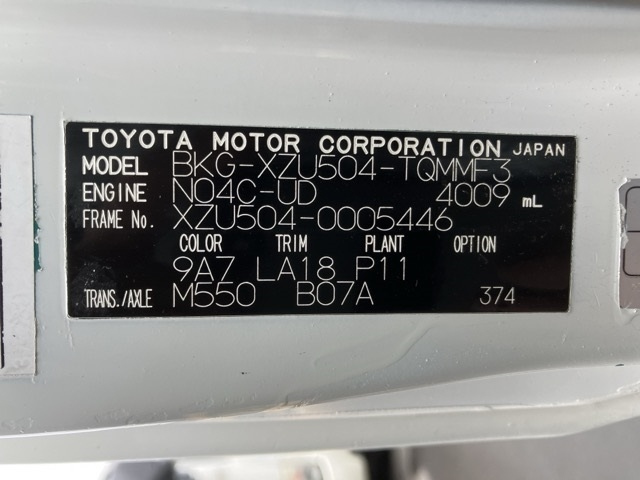 TOYOTA MOTOR CORPORATION JAPAN
MODEL BKG-XZU504-TQMMF3
ENGINE N04C-UD 4009 mL
FRAME No. XZU504-0005446
COLOR TRIM PLANT OPTION
9A7 LA18 P11
TRANS./AXLE M550 B07A 374